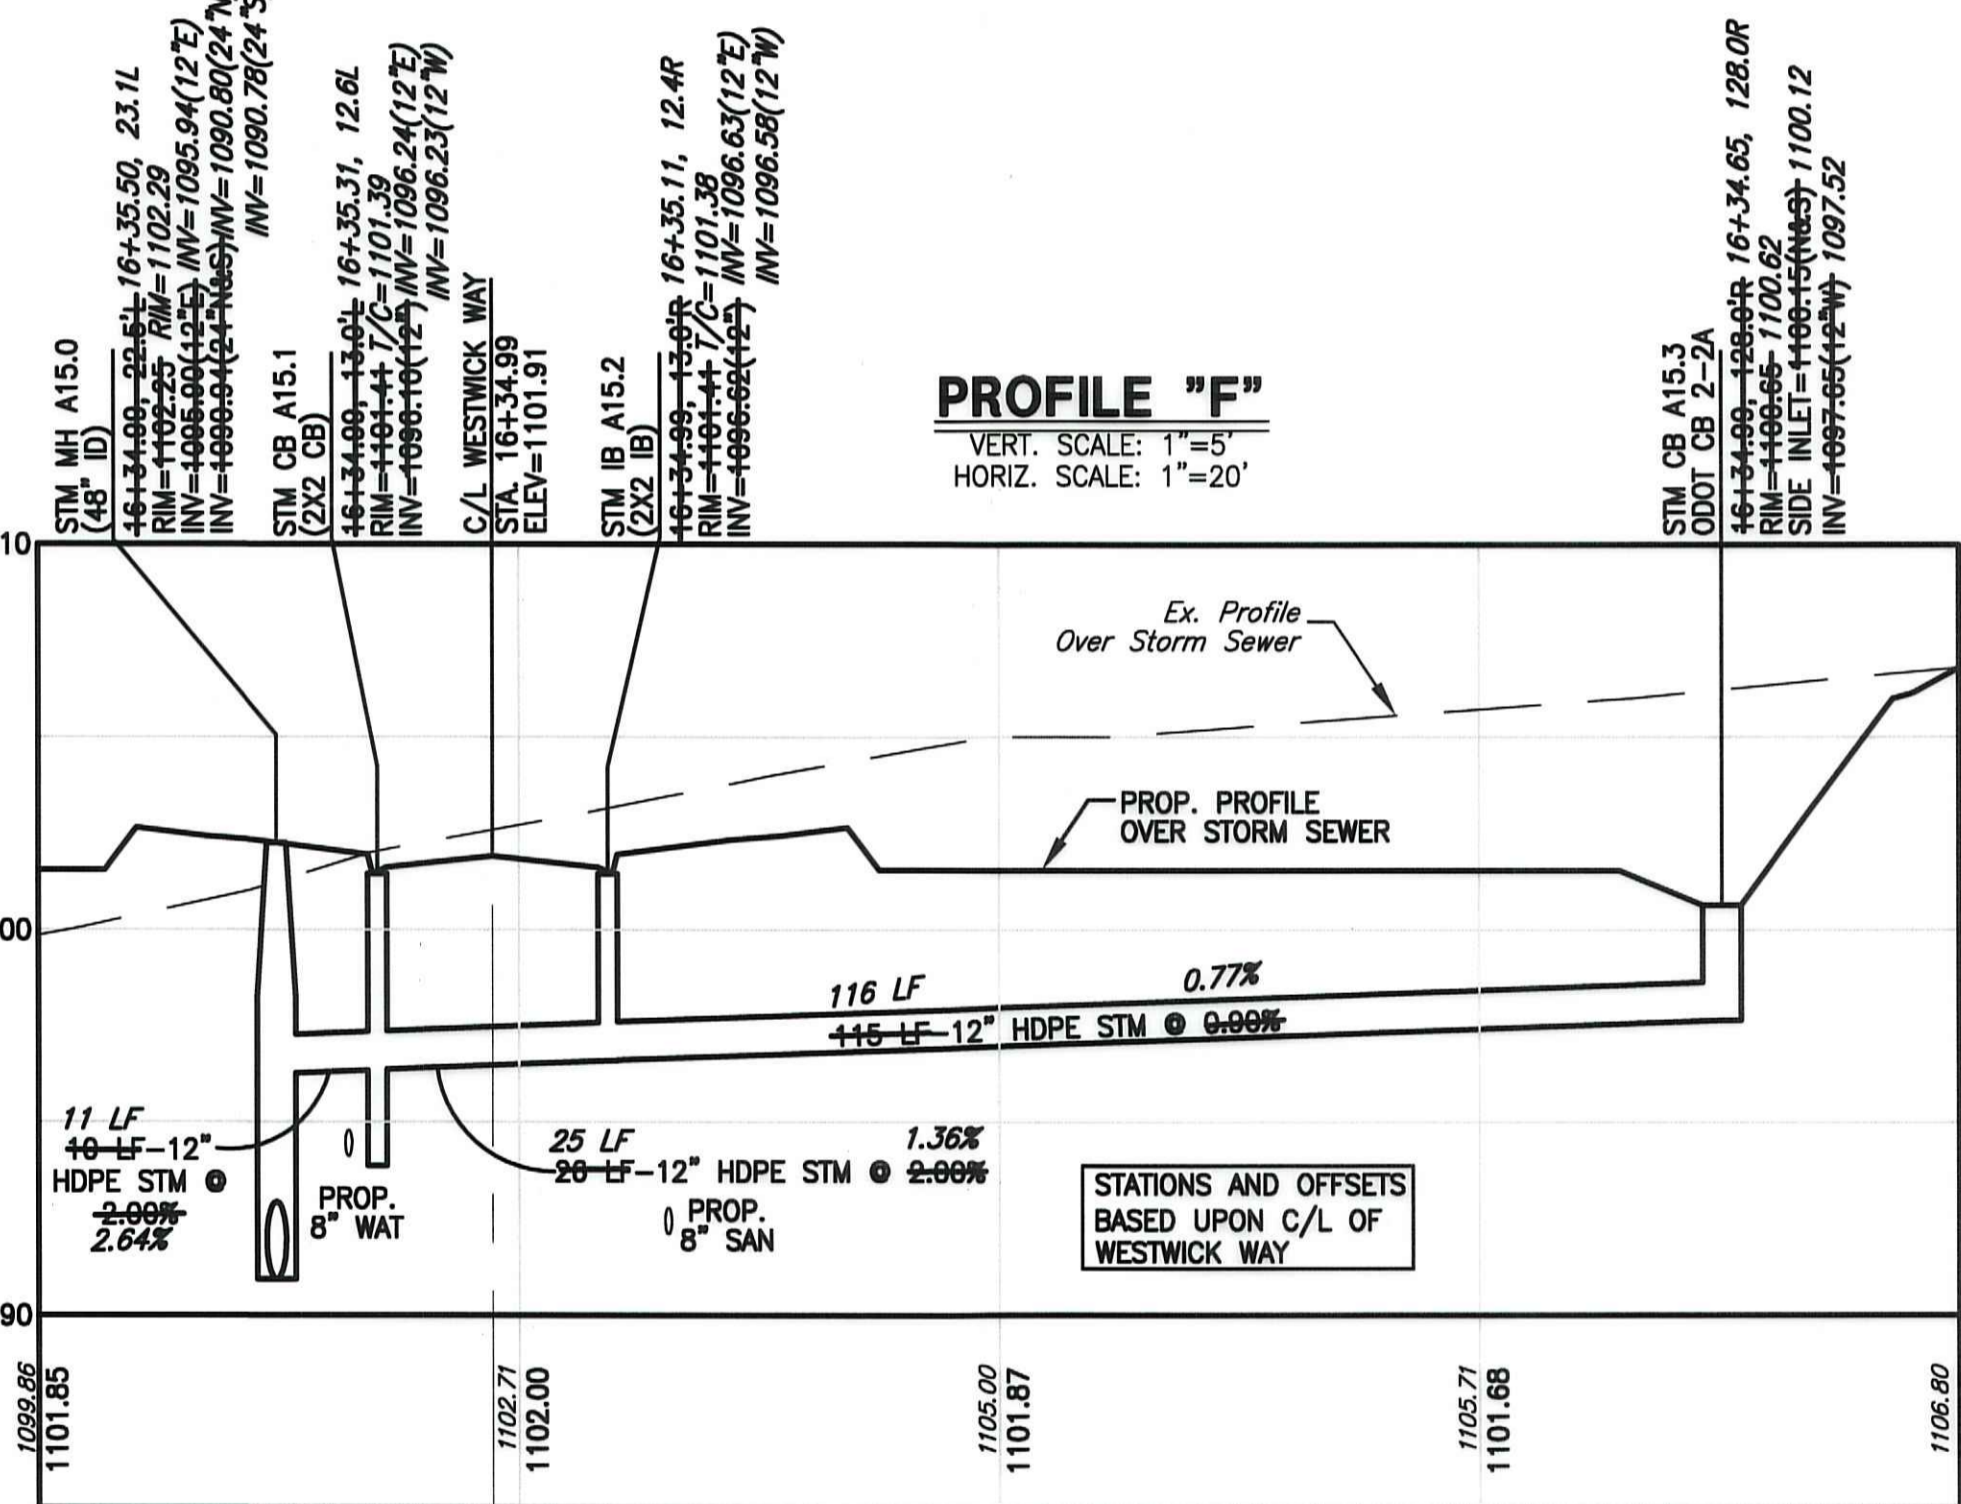 STM MH A15.0
(48" ID)
16+34.99, 22.5'L 16+35.50, 23.1L
RIM=1102.25 RIM=1102.29
INV=1095.90(12"E) INV=1095.94(12"E)
INV=1090.94(24"N&S) INV=1090.80(24"N
INV=1090.78(24"S
STM CB A15.1
(2X2 CB)
16+34.99, 13.0'L 16+35.31, 12.6L
RIM=1101.41 T/C=1101.39
INV=1096.10(12") INV=1096.24(12"E)
INV=1096.23(12"W)
C/L WESTWICK WAY
STA. 16+34.99
ELEV=1101.91
STM IB A15.2
(2X2 IB)
16+34.99, 13.0'R 16+35.11, 12.4R
RIM=1101.41 T/C=1101.38
INV=1096.62(12") INV=1096.63(12"E)
INV=1096.58(12"W)
PROFILE "F"
VERT. SCALE: 1"=5'
HORIZ. SCALE: 1"=20'
STM CB A15.3
ODOT CB 2-2A
16+34.99, 128.0'R 16+34.65, 128.0R
RIM=1100.65 1100.62
SIDE INLET=1100.15(N&S) 1100.12
INV=1097.65(12"W) 1097.52
10
Ex. Profile
Over Storm Sewer
PROP. PROFILE
OVER STORM SEWER
00
116 LF 0.77%
115 LF 12" HDPE STM @ 0.90%
11 LF
10 LF-12"
HDPE STM @
2.00%
2.64%
PROP.
8" WAT
25 LF 1.36%
26 LF-12" HDPE STM @ 2.00%
PROP.
8" SAN
STATIONS AND OFFSETS
BASED UPON C/L OF
WESTWICK WAY
90
1099.86
1101.85
1102.71
1102.00
1105.00
1101.87
1105.71
1101.68
1106.80